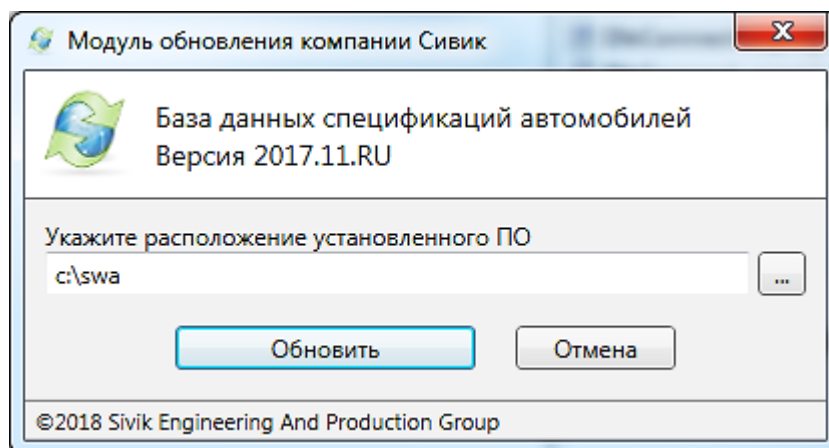 Модуль обновления компании Сивик
База данных спецификаций автомобилей
Версия 2017.11.RU
Укажите расположение установленного ПО
c:\swa
...
Обновить
Отмена
©2018 Sivik Engineering And Production Group